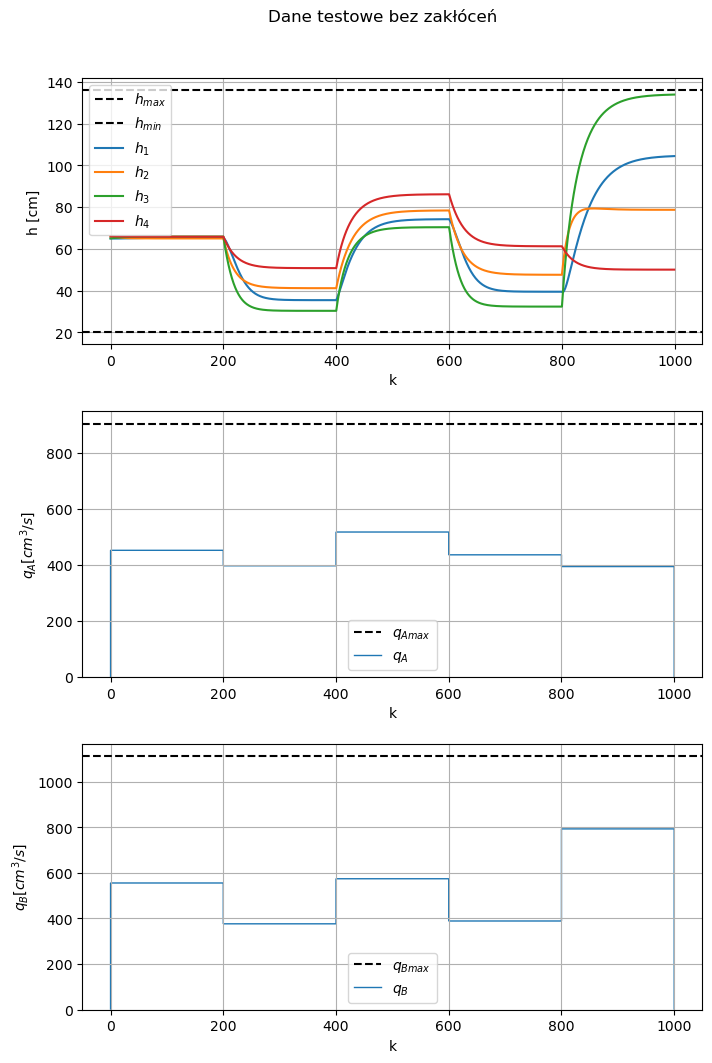 Dane testowe bez zakłóceń
140
120
100
80
60
40
20
h [cm]
h_max
h_min
h_1
h_2
h_3
h_4
0 200 400 600 800 1000
k
800
600
400
200
0
q_A[cm^3/s]
q_Amax
q_A
0 200 400 600 800 1000
k
1000
800
600
400
200
0
q_B[cm^3/s]
q_Bmax
q_B
0 200 400 600 800 1000
k